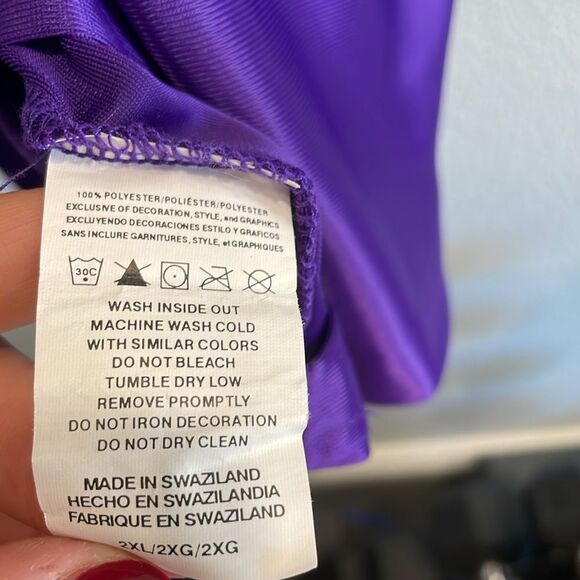 100% POLYESTER/POLIÉSTER/POLYESTER
EXCLUSIVE OF DECORATION, STYLE, and GRAPHICS
EXCLUYENDO DECORACIONES ESTILO Y GRAFICOS
SANS INCLURE GARNITURES, STYLE, et GRAPHIQUES
30C
WASH INSIDE OUT
MACHINE WASH COLD
WITH SIMILAR COLORS
DO NOT BLEACH
TUMBLE DRY LOW
REMOVE PROMPTLY
DO NOT IRON DECORATION
DO NOT DRY CLEAN
MADE IN SWAZILAND
HECHO EN SWAZILANDIA
FABRIQUE EN SWAZILAND
2XL/2XG/2XG